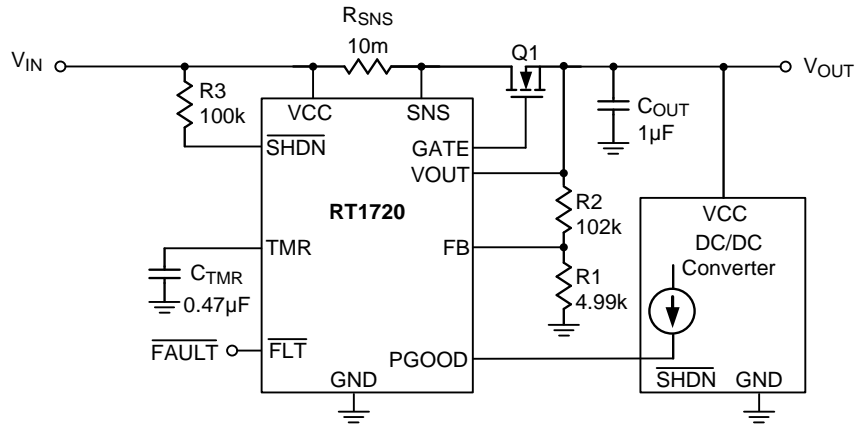 RSNS
10m
Q1
VIN
VOUT
R3
100k
VCC
SNS
COUT
1µF
SHDN
GATE
VOUT
RT1720
R2
102k
VCC
DC/DC
Converter
TMR
FB
CTMR
0.47µF
R1
4.99k
FAULT
FLT
PGOOD
GND
SHDN
GND